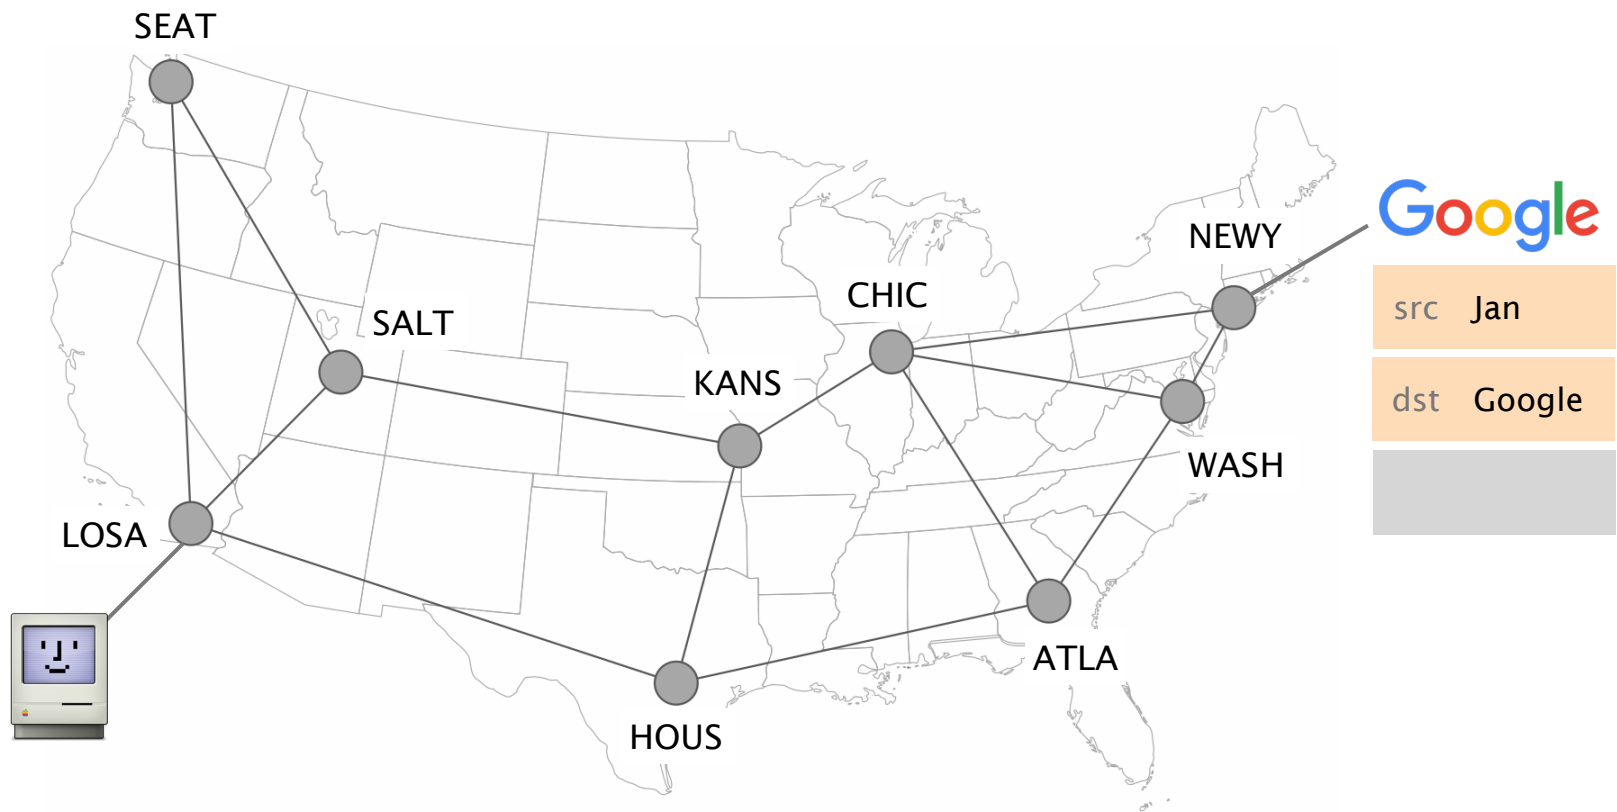 SEAT
Google
NEWY
CHIC
src Jan
SALT
KANS
dst Google
WASH
LOSA
ATLA
HOUS